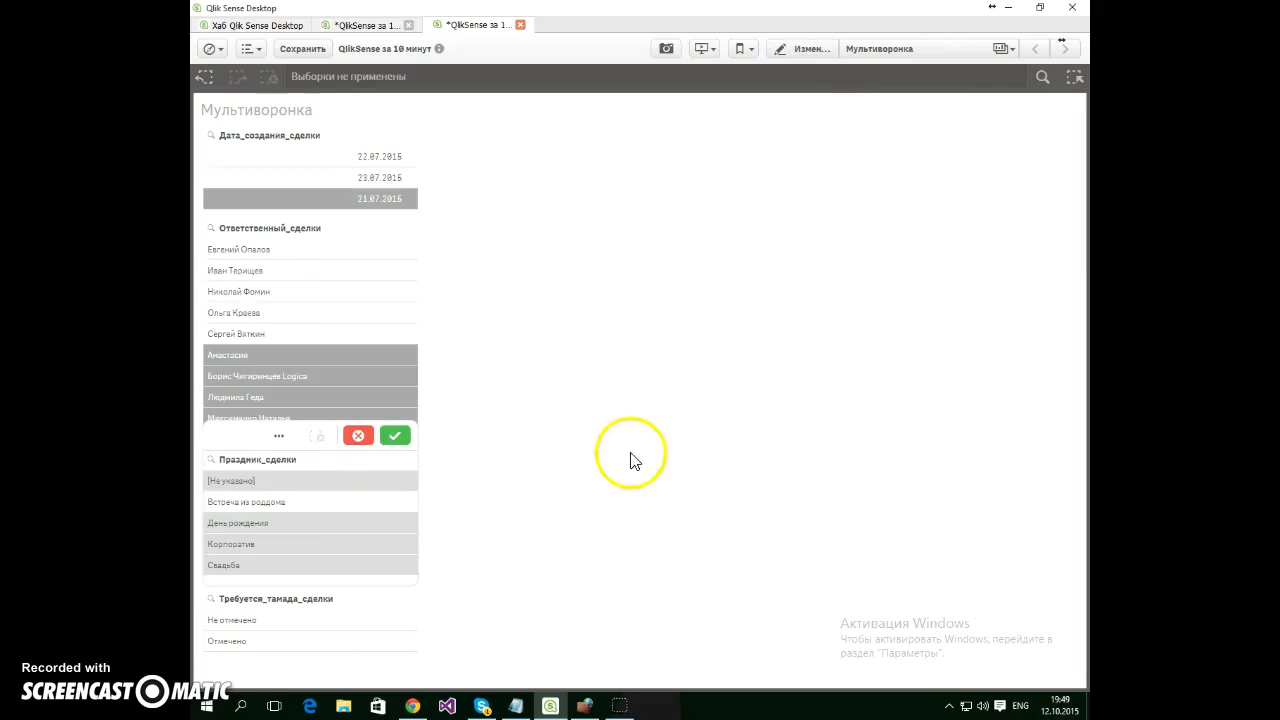 Qlik Sense Desktop
Хаб Qlik Sense Desktop
*QlikSense за 1...
*QlikSense за 1...
Сохранить
QlikSense за 10 минут
Измен...
Мультиворонка
Выборки не применены
Мультиворонка
Дата_создания_сделки
22.07.2015
23.07.2015
21.07.2015
Ответственный_сделки
Евгений Опалов
Иван Терищев
Николай Фомин
Ольга Краева
Сергей Вяткин
Анастасия
Борис Чигиринцев Logica
Людмила Геда
Максименко Наталья
Праздник_сделки
[Не указано]
Встреча из роддома
День рождения
Корпоратив
Свадьба
Требуется_тамада_сделки
Не отмечено
Отмечено
Активация Windows
Чтобы активировать Windows, перейдите в
раздел "Параметры".
Recorded with
SCREENCAST MATIC
ENG
19:49
12.10.2015